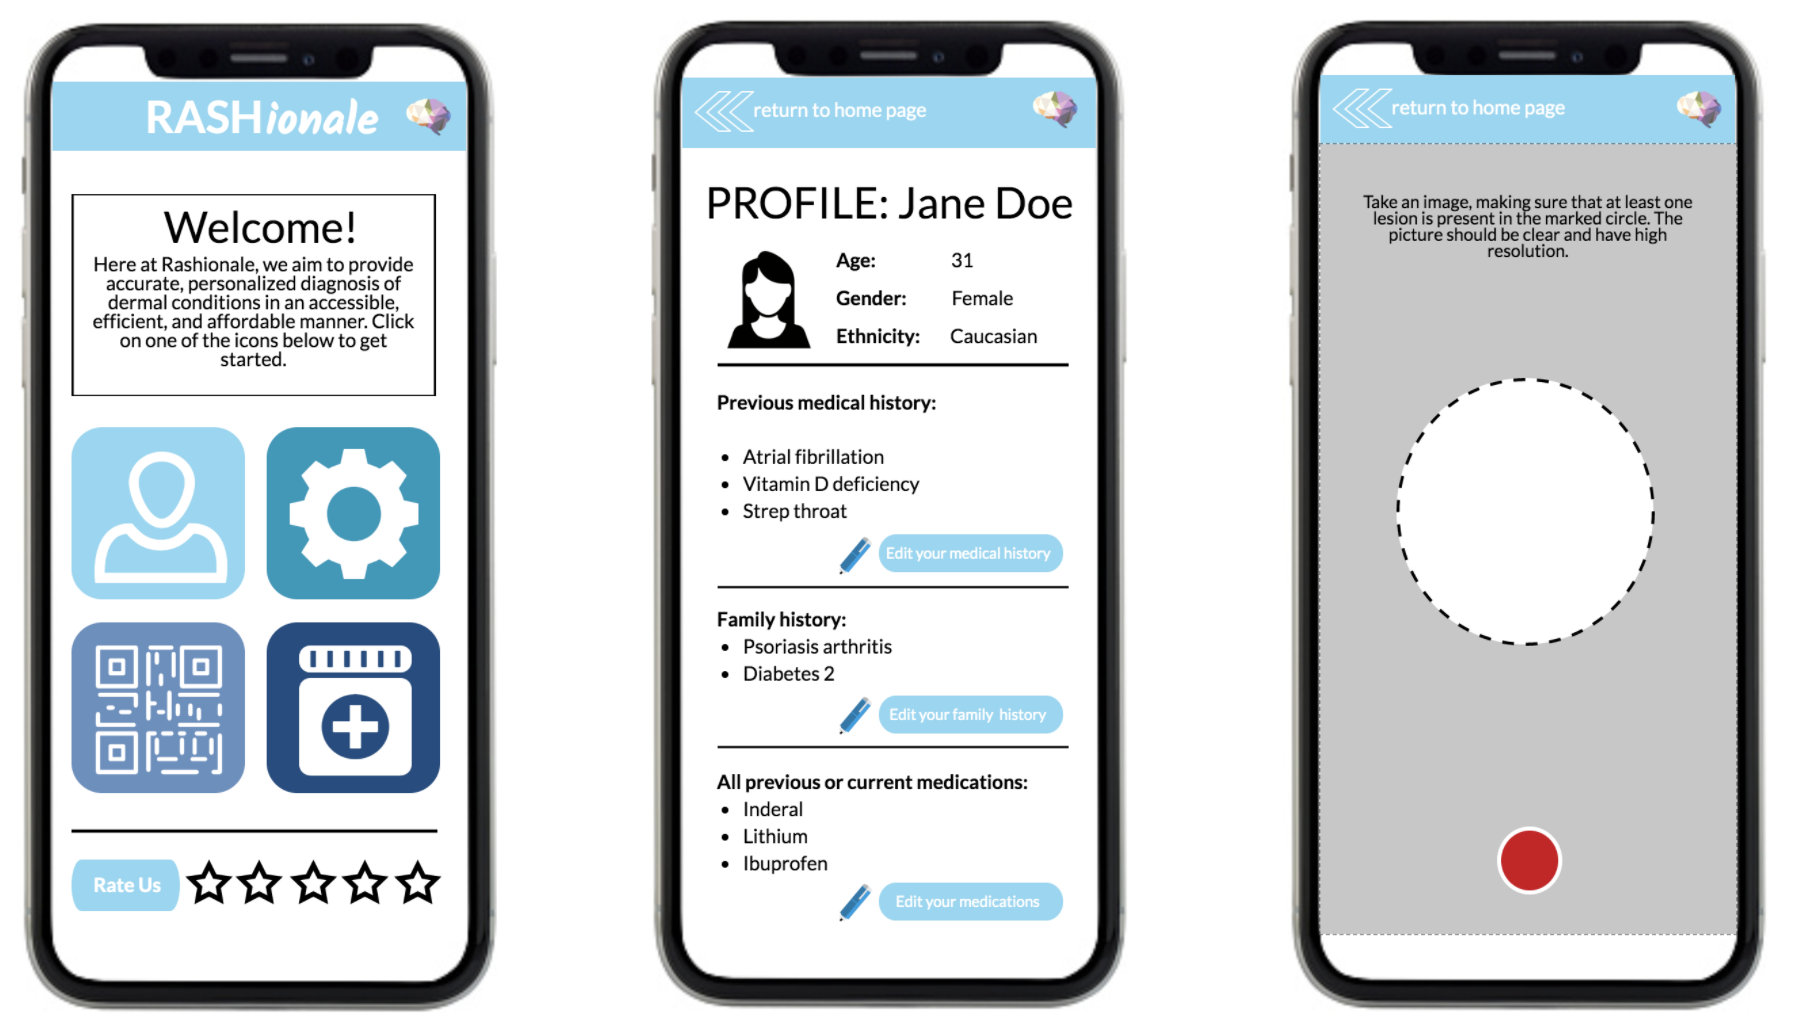 RASHionale
Welcome!
Here at Rashionale, we aim to provide
accurate, personalized diagnosis of
dermal conditions in an accessible,
efficient, and affordable manner. Click
on one of the icons below to get
started.
Rate Us
return to home page
PROFILE: Jane Doe
Age: 31
Gender: Female
Ethnicity: Caucasian
Previous medical history:
• Atrial fibrillation
• Vitamin D deficiency
• Strep throat
Edit your medical history
Family history:
• Psoriasis arthritis
• Diabetes 2
Edit your family history
All previous or current medications:
• Inderal
• Lithium
• Ibuprofen
Edit your medications
return to home page
Take an image, making sure that at least one
lesion is present in the marked circle. The
picture should be clear and have high
resolution.